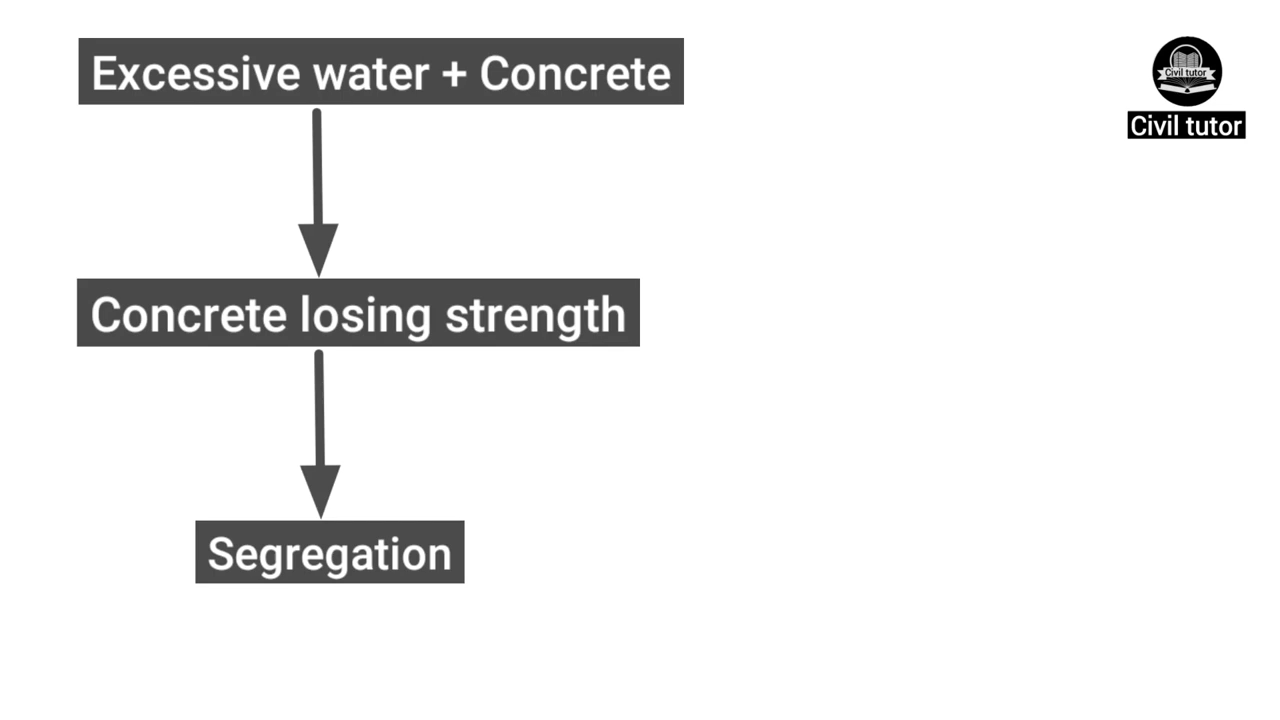 Excessive water + Concrete
Civil tutor
Civil tutor
Concrete losing strength
Segregation